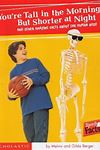 You're Tall in the Morning
But Shorter at Night
AND OTHER AMAZING FACTS ABOUT THE HUMAN BODY
Facts
SCHOLASTIC
by Melvin and Gilda Berger